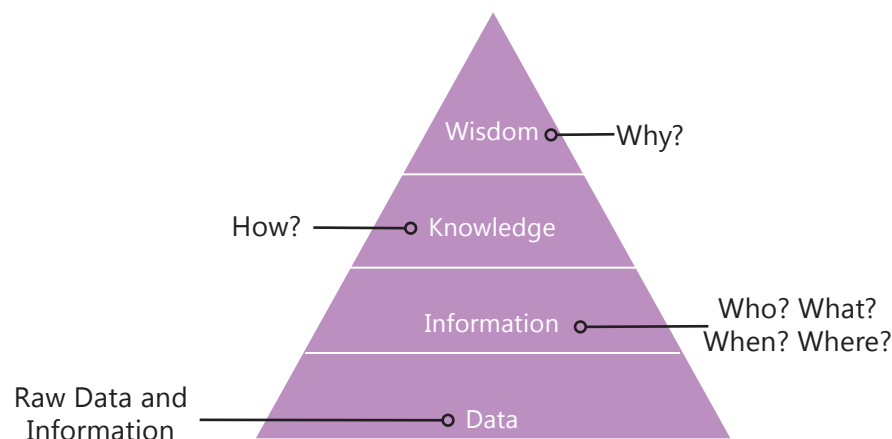 Wisdom
Why?
How?
Knowledge
Information
Who? What?
When? Where?
Raw Data and
Information
Data